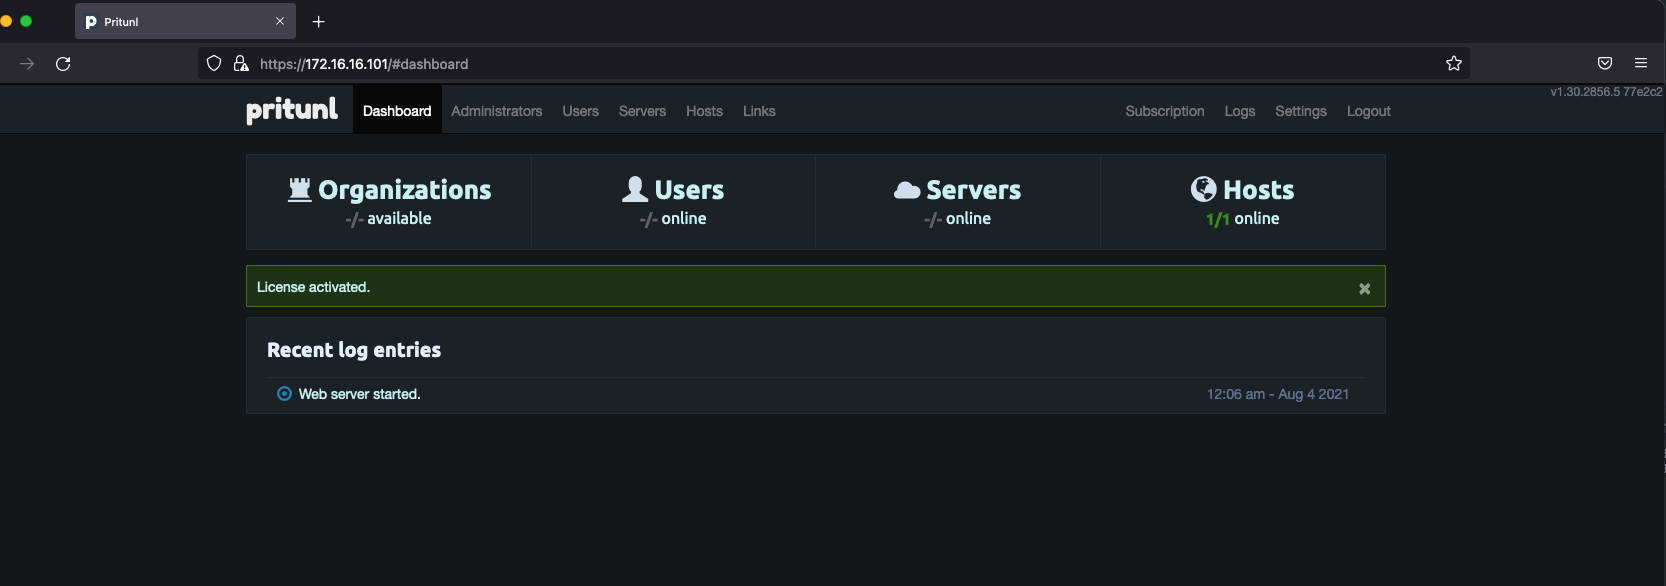 Pritunl
https://172.16.16.101/#dashboard
v1.30.2856.5 77e2c2
pritunl Dashboard Administrators Users Servers Hosts Links Subscription Logs Settings Logout
Organizations Users Servers Hosts
-/- available -/- online -/- online 1/1 online
License activated.
Recent log entries
Web server started. 12:06 am - Aug 4 2021